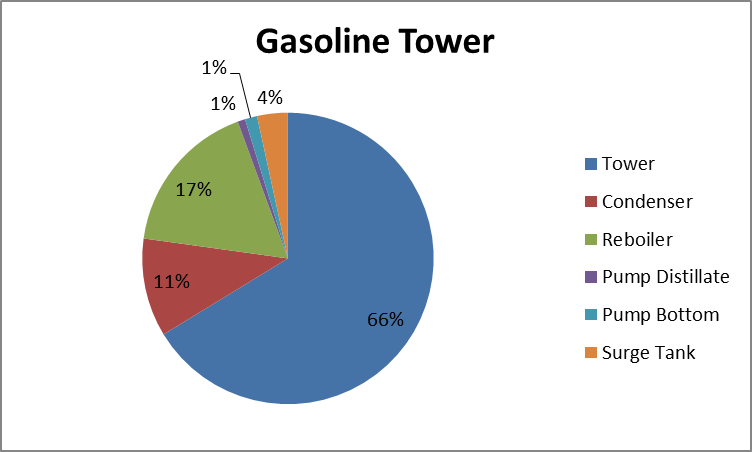 Gasoline Tower
1%
1%
4%
17%
11%
66%
Tower
Condenser
Reboiler
Pump Distillate
Pump Bottom
Surge Tank